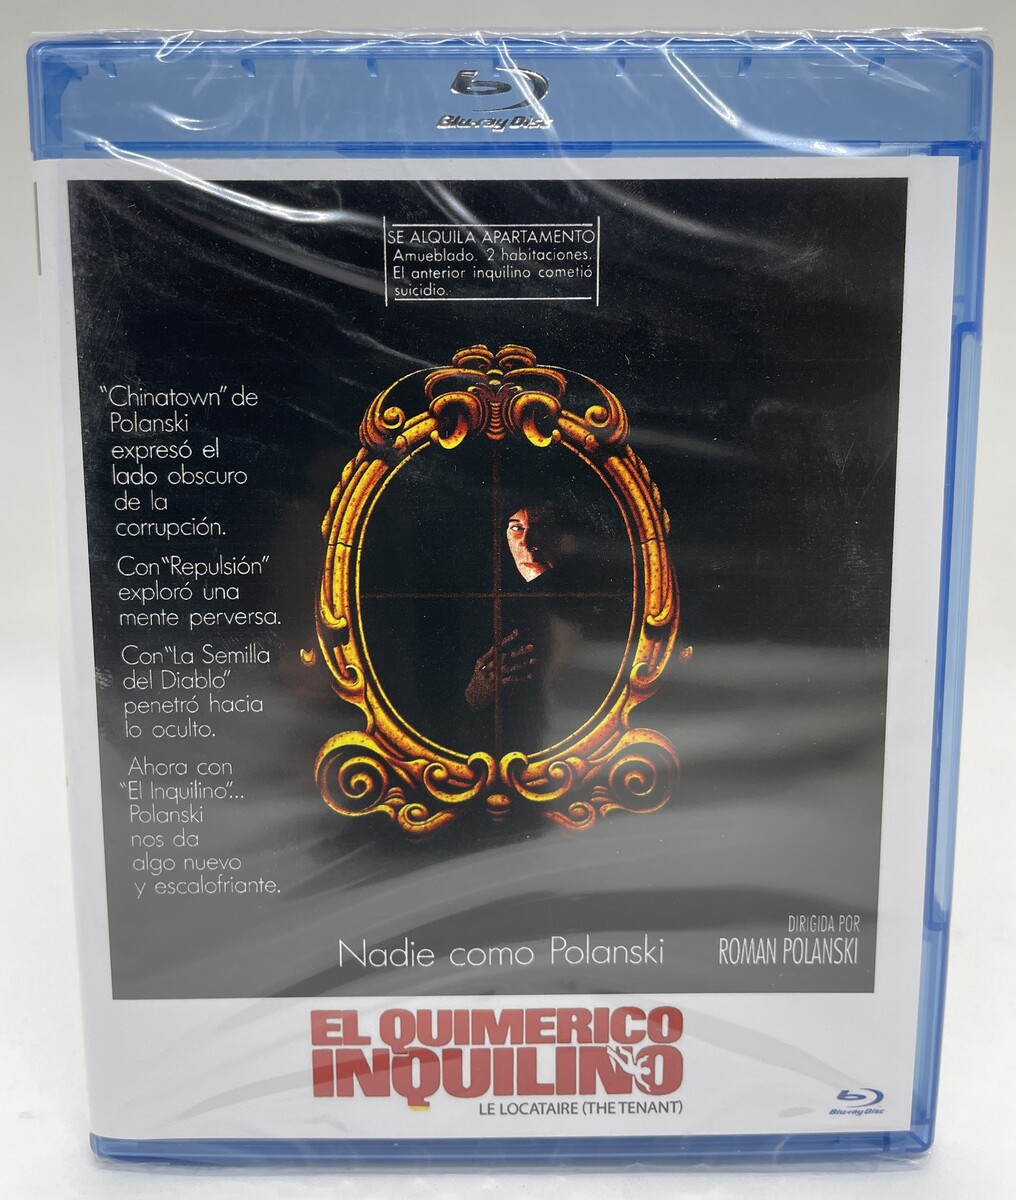 Blu-ray Disc
SE ALQUILA APARTAMENTO
Amueblado. 2 habitaciones.
El anterior inquilino cometió
suicidio.
"Chinatown" de
Polanski
expresó el
lado obscuro
de la
corrupción.
Con "Repulsión"
exploró una
mente perversa.
Con "La Semilla
del Diablo"
penetró hacia
lo oculto.
Ahora con
"El Inquilino"...
Polanski
nos da
algo nuevo
y escalofriante.
Nadie como Polanski
DIRIGIDA POR
ROMAN POLANSKI
EL QUIMERICO
INQUILINO
LE LOCATAIRE (THE TENANT)
Blu-ray Disc